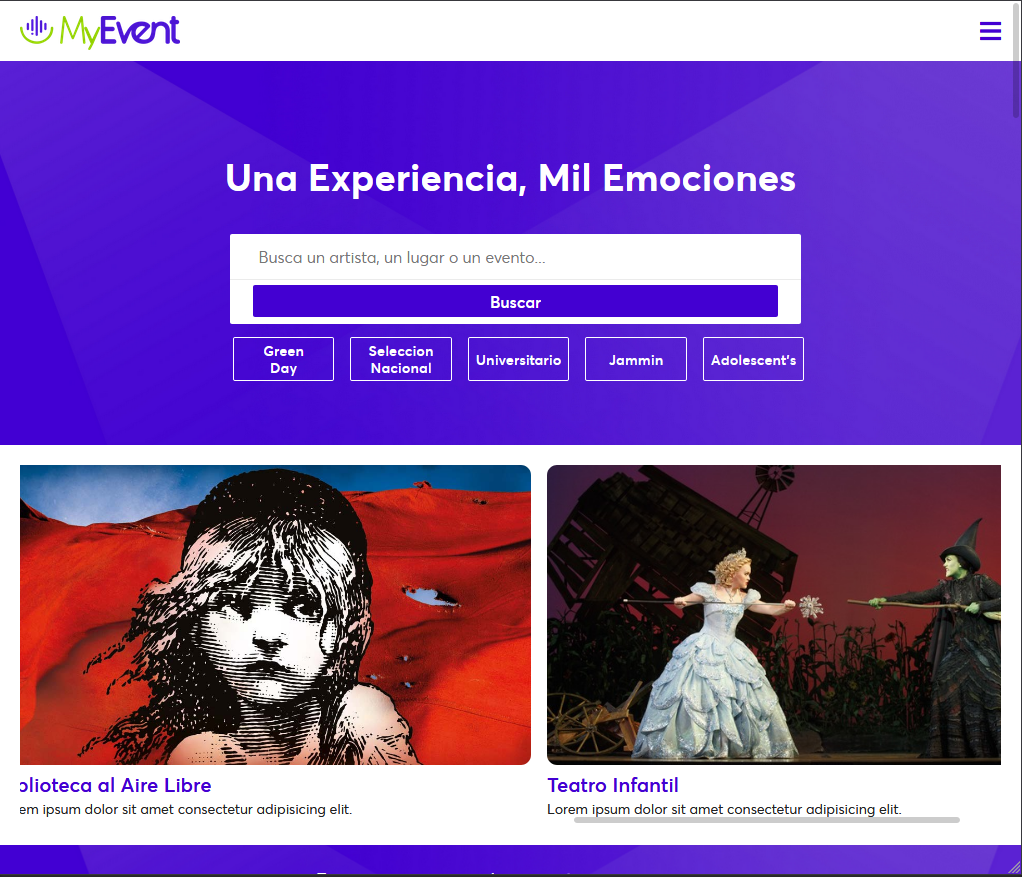 MyEvent
Una Experiencia, Mil Emociones
Busca un artista, un lugar o un evento...
Buscar
Green
Day
Seleccion
Nacional
Universitario
Jammin
Adolescent's
blioteca al Aire Libre
em ipsum dolor sit amet consectetur adipisicing elit.
Teatro Infantil
Lorem ipsum dolor sit amet consectetur adipisicing elit.